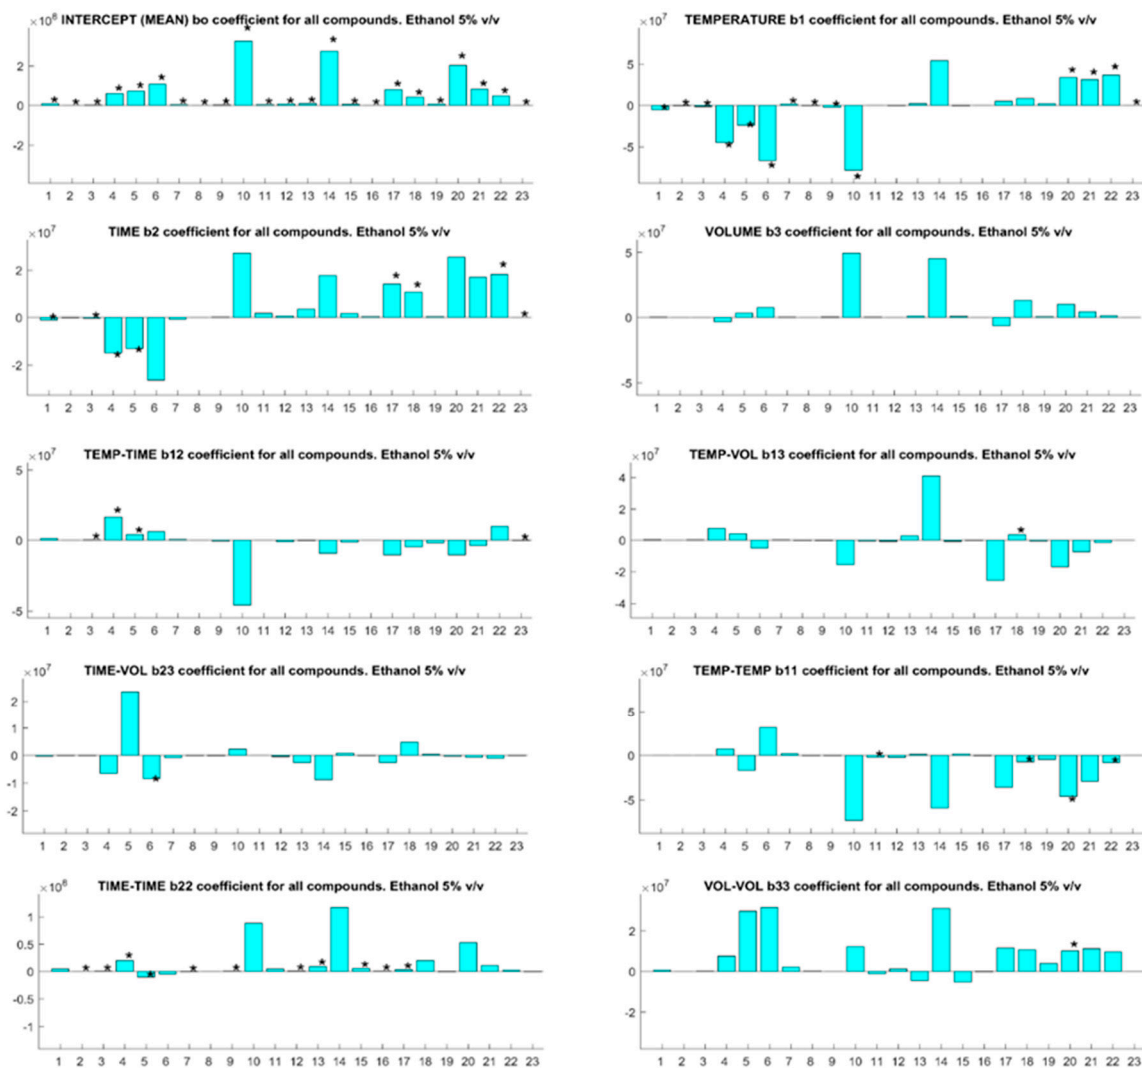 ×10⁸ INTERCEPT (MEAN) bo coefficient for all compounds. Ethanol 5% v/v
2
0
-2
1 2 3 4 5 6 7 8 9 10 11 12 13 14 15 16 17 18 19 20 21 22 23
×10⁷ TEMPERATURE b1 coefficient for all compounds. Ethanol 5% v/v
5
0
-5
1 2 3 4 5 6 7 8 9 10 11 12 13 14 15 16 17 18 19 20 21 22 23
×10⁷ TIME b2 coefficient for all compounds. Ethanol 5% v/v
2
0
-2
1 2 3 4 5 6 7 8 9 10 11 12 13 14 15 16 17 18 19 20 21 22 23
×10⁷ VOLUME b3 coefficient for all compounds. Ethanol 5% v/v
5
0
-5
1 2 3 4 5 6 7 8 9 10 11 12 13 14 15 16 17 18 19 20 21 22 23
×10⁷ TEMP-TIME b12 coefficient for all compounds. Ethanol 5% v/v
5
0
-5
1 2 3 4 5 6 7 8 9 10 11 12 13 14 15 16 17 18 19 20 21 22 23
×10⁷ TEMP-VOL b13 coefficient for all compounds. Ethanol 5% v/v
4
2
0
-2
-4
1 2 3 4 5 6 7 8 9 10 11 12 13 14 15 16 17 18 19 20 21 22 23
×10⁷ TIME-VOL b23 coefficient for all compounds. Ethanol 5% v/v
2
1
0
-1
-2
1 2 3 4 5 6 7 8 9 10 11 12 13 14 15 16 17 18 19 20 21 22 23
×10⁷ TEMP-TEMP b11 coefficient for all compounds. Ethanol 5% v/v
5
0
-5
1 2 3 4 5 6 7 8 9 10 11 12 13 14 15 16 17 18 19 20 21 22 23
×10⁸ TIME-TIME b22 coefficient for all compounds. Ethanol 5% v/v
1
0.5
0
-0.5
-1
1 2 3 4 5 6 7 8 9 10 11 12 13 14 15 16 17 18 19 20 21 22 23
×10⁷ VOL-VOL b33 coefficient for all compounds. Ethanol 5% v/v
2
0
-2
1 2 3 4 5 6 7 8 9 10 11 12 13 14 15 16 17 18 19 20 21 22 23